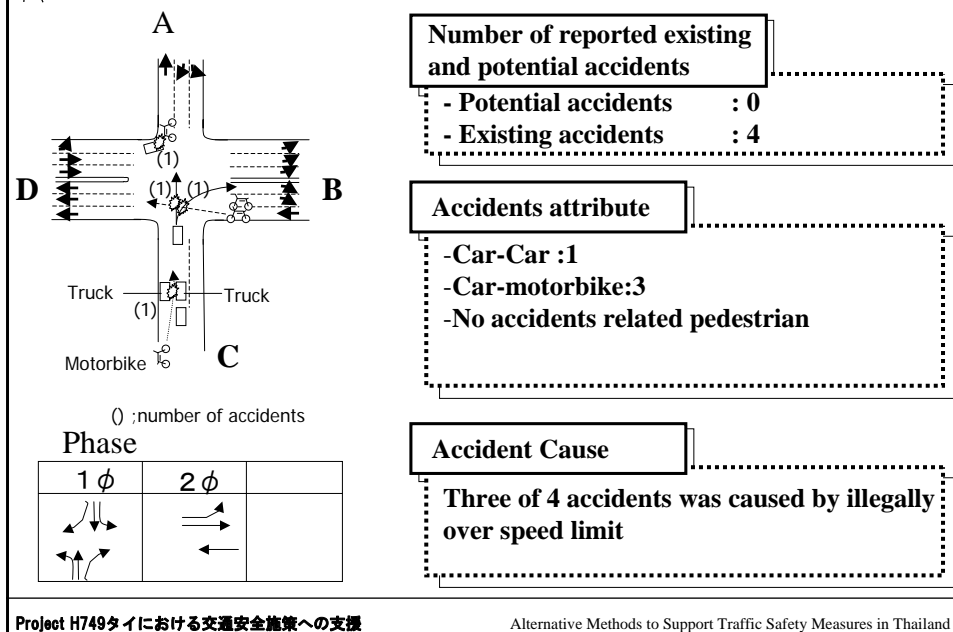 A
D
B
C
(1)
(1)
(1)
(1)
Truck
Truck
Motorbike
() ;number of accidents
Phase
1φ
2φ
Number of reported existing
and potential accidents
- Potential accidents : 0
- Existing accidents : 4
Accidents attribute
-Car-Car :1
-Car-motorbike:3
-No accidents related pedestrian
Accident Cause
Three of 4 accidents was caused by illegally
over speed limit
Project H749タイにおける交通安全施策への支援
Alternative Methods to Support Traffic Safety Measures in Thailand